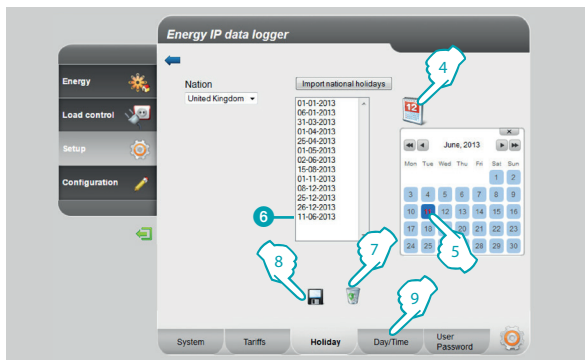 Energy IP data logger
4
Energy
Nation
Import national holidays
United Kingdom
12
Load control
01-01-2013
06-01-2013
31-03-2013
01-04-2013
25-04-2013
01-05-2013
02-06-2013
15-08-2013
01-11-2013
08-12-2013
25-12-2013
26-12-2013
11-06-2013
x
June, 2013
Mon Tue Wed Thu Fri Sat Sun
1 2
3 4 5 6 7 8 9
10 11 12 13 14 15 16
17 18 20 21 22 23
24 25 28 29 30
Setup
Configuration
6
5
7
8
9
System
Tariffs
Holiday
Day/Time
User
Password